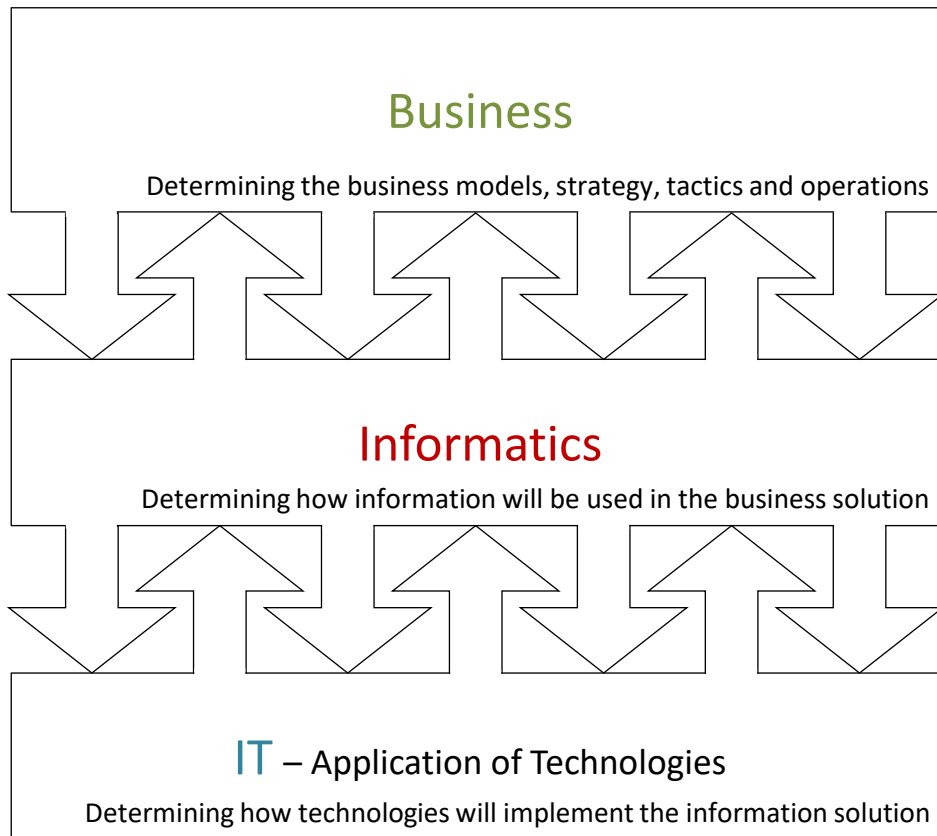 Business
Determining the business models, strategy, tactics and operations
Informatics
Determining how information will be used in the business solution
IT – Application of Technologies
Determining how technologies will implement the information solution